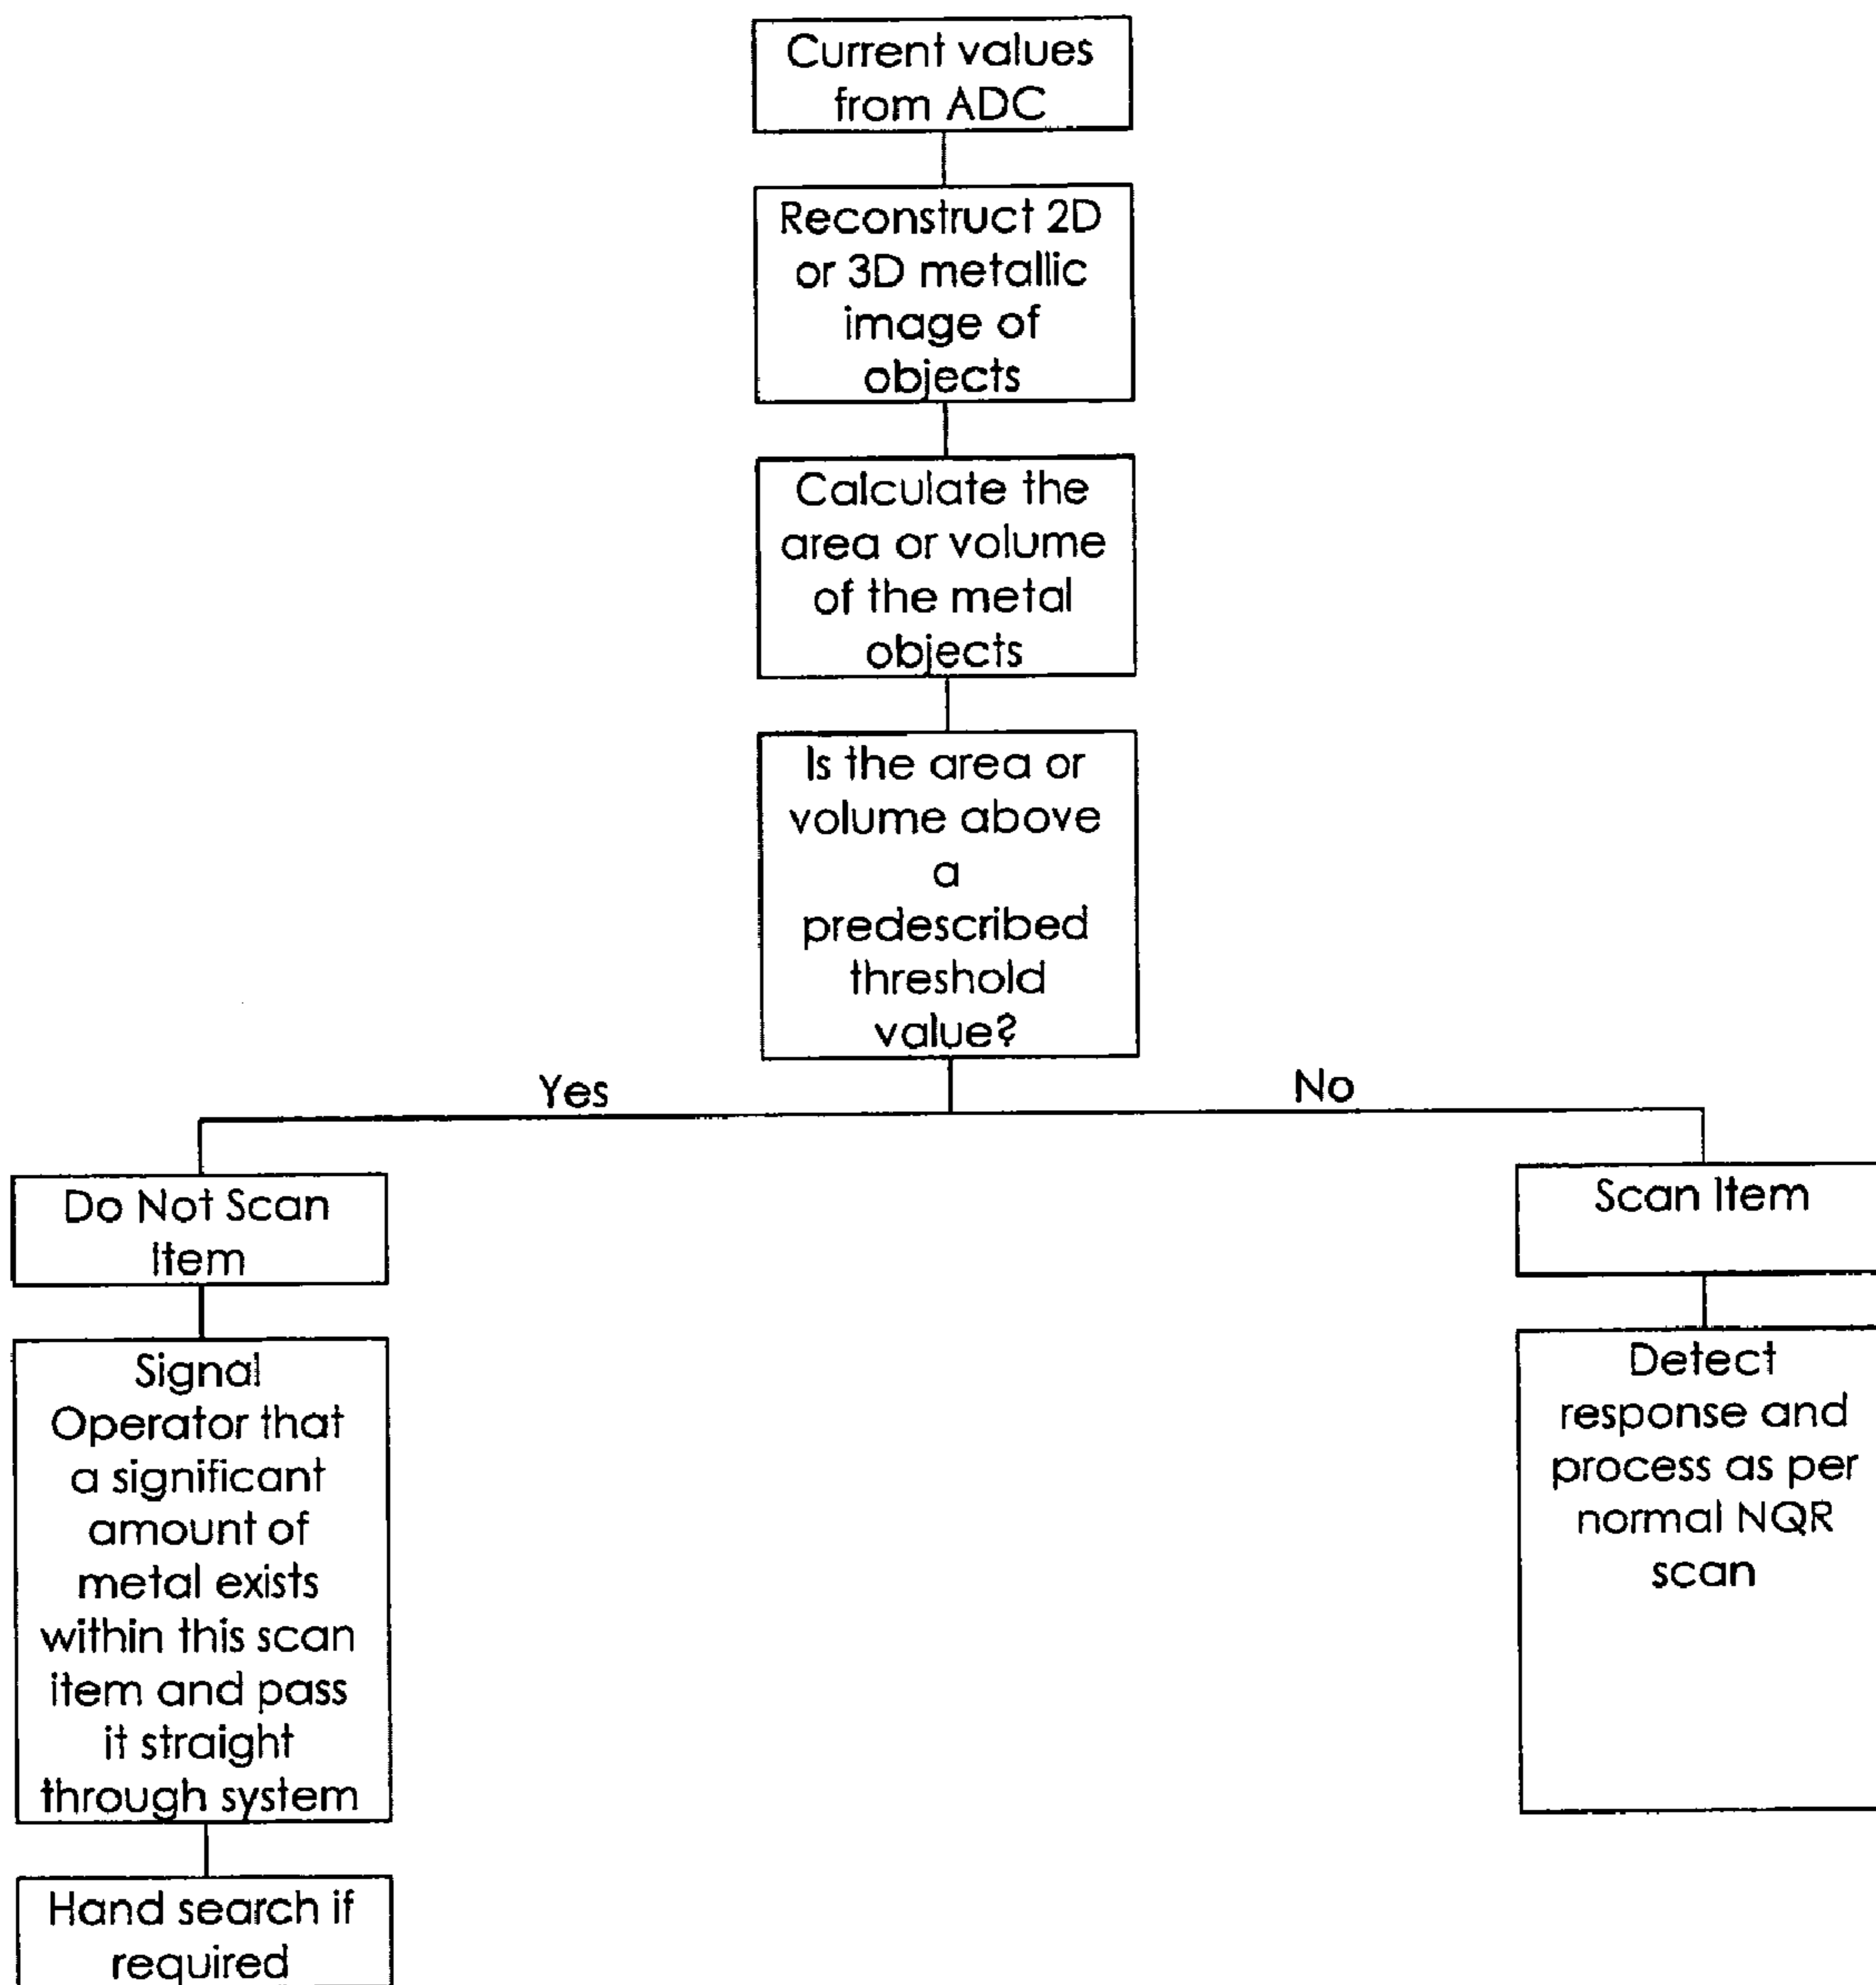 Current values
from ADC
Reconstruct 2D
or 3D metallic
image of
objects
Calculate the
area or volume
of the metal
objects
Is the area or
volume above
a
predescribed
threshold
value?
Yes
No
Do Not Scan
Item
Signal
Operator that
a significant
amount of
metal exists
within this scan
item and pass
it straight
through system
Hand search if
required
Scan Item
Detect
response and
process as per
normal NQR
scan